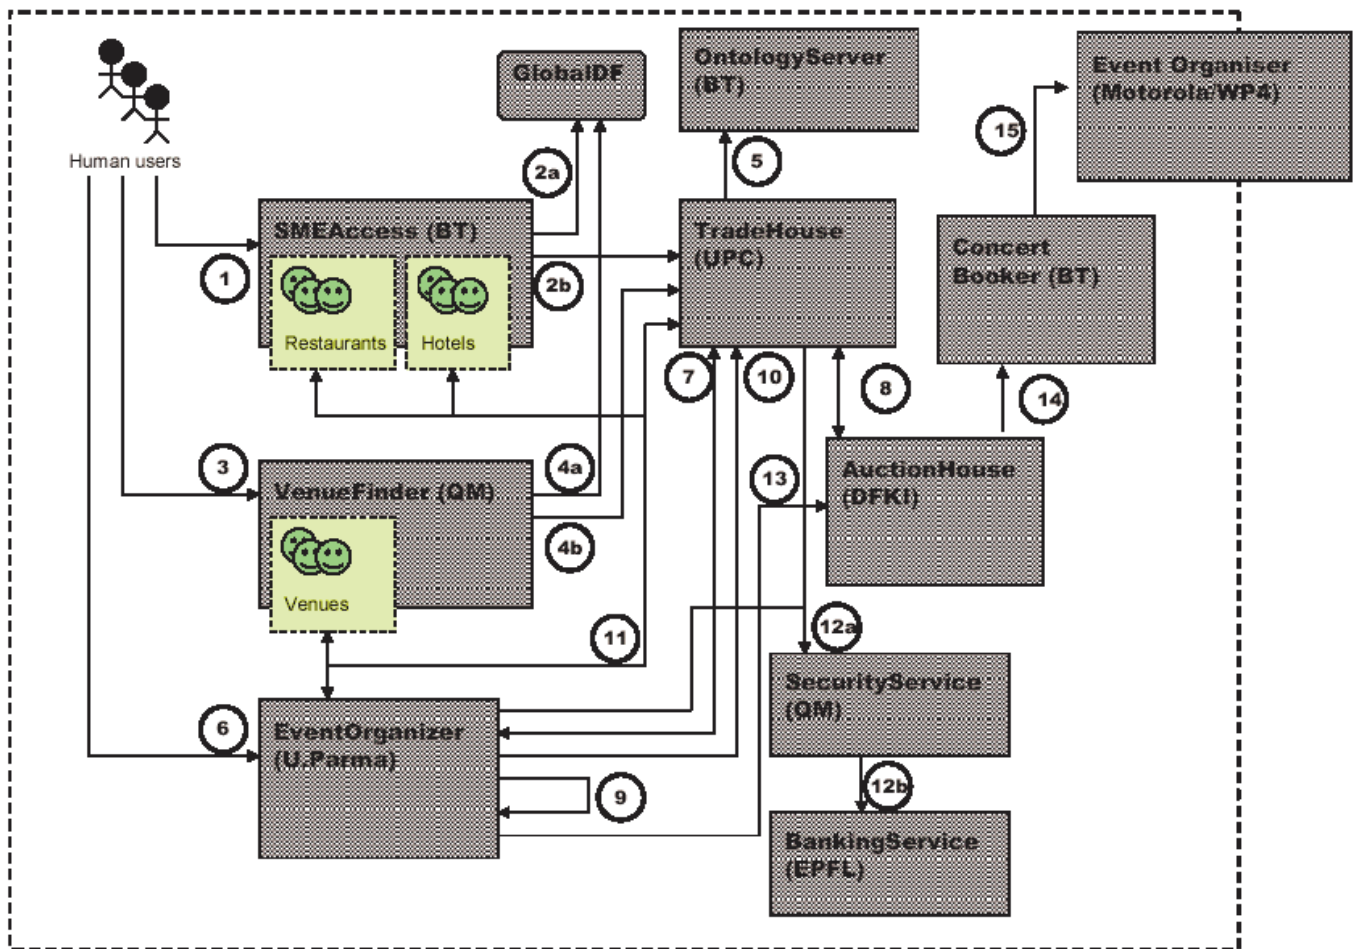 Human users
GlobalDF
OntologyServer
(BT)
Event Organiser
(Motorola/WP4)
15
5
2a
SMEAccess (BT)
TradeHouse
(UPC)
Concert
Booker (BT)
1
2b
Restaurants
Hotels
7
10
8
14
3
VenueFinder (QM)
4a
13
AuctionHouse
(DFKI)
4b
Venues
11
12a
SecurityService
(QM)
6
EventOrganizer
(U.Parma)
9
12b
BankingService
(EPFL)